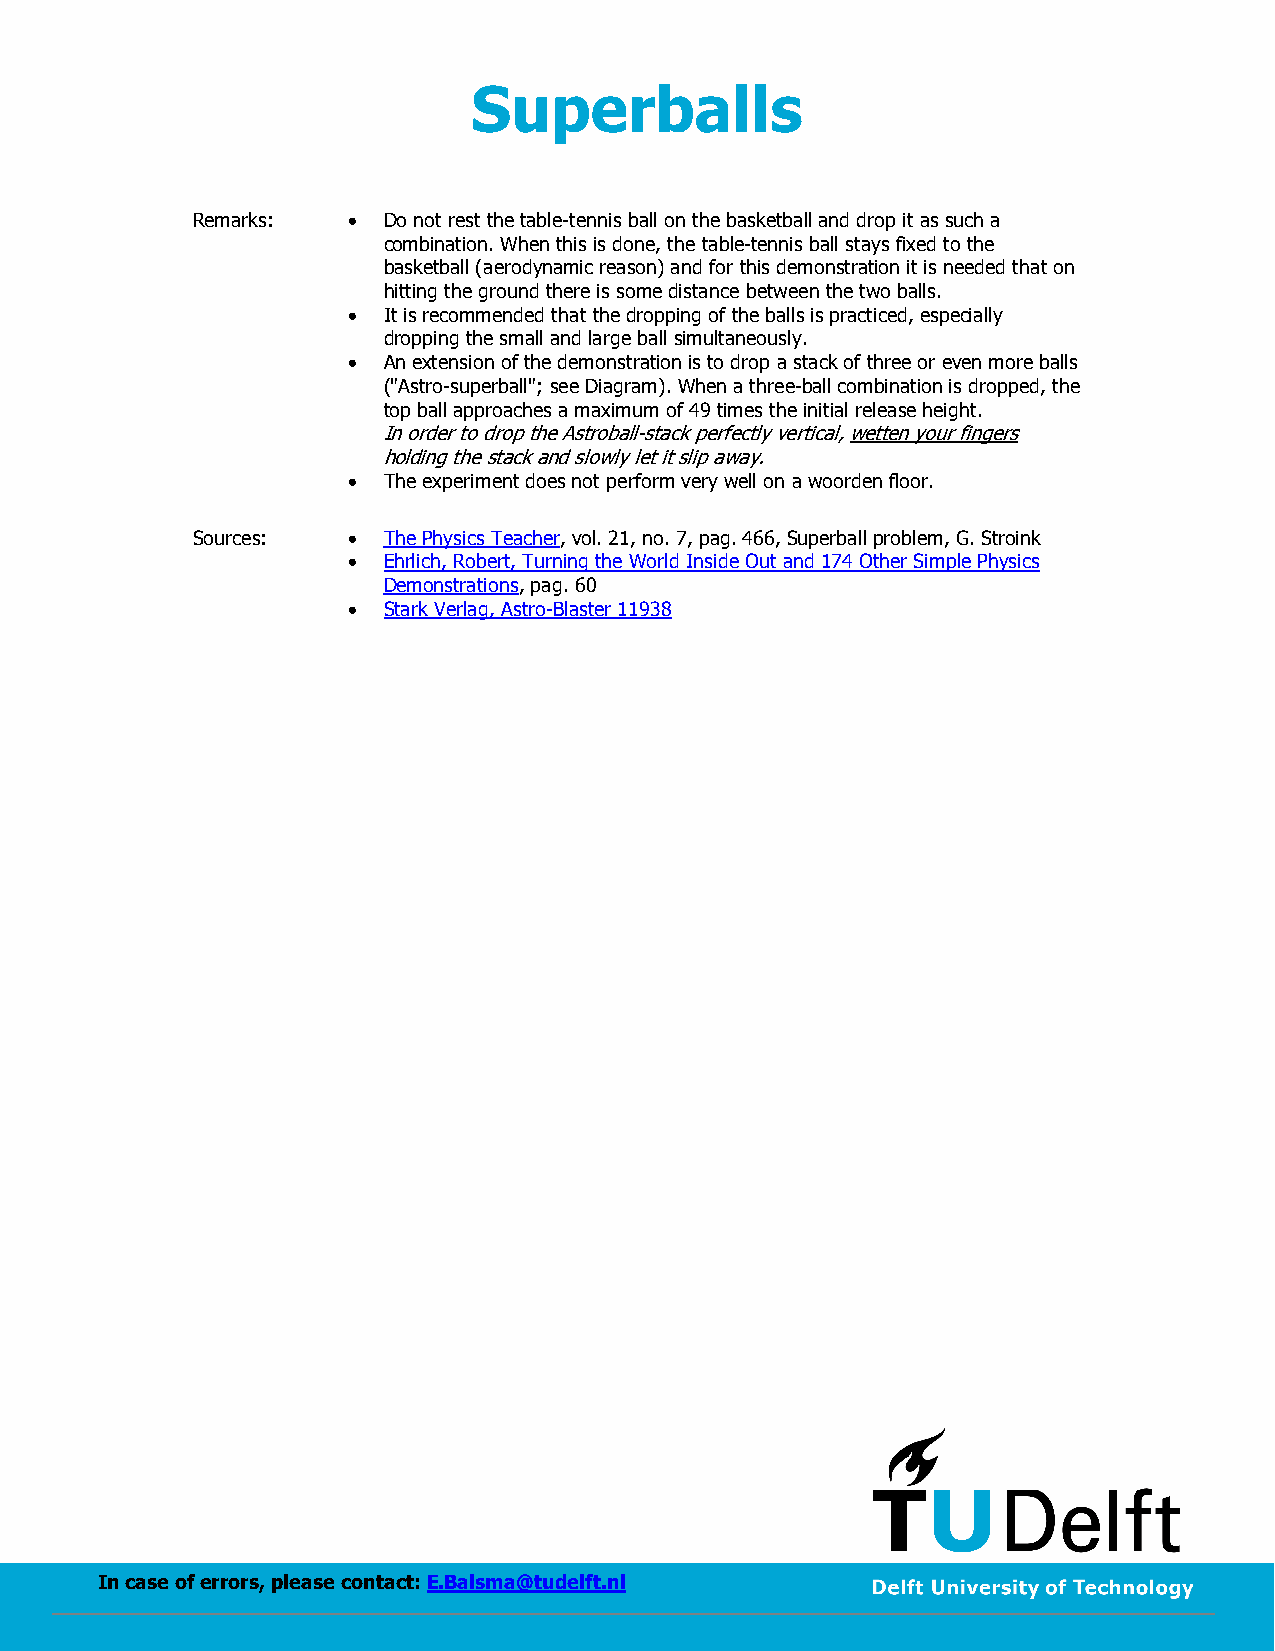 Superballs
Remarks: • Do not rest the table-tennis ball on the basketball and drop it as such a
combination. When this is done, the table-tennis ball stays fixed to the
basketball (aerodynamic reason) and for this demonstration it is needed that on
hitting the ground there is some distance between the two balls.
• It is recommended that the dropping of the balls is practiced, especially
dropping the small and large ball simultaneously.
• An extension of the demonstration is to drop a stack of three or even more balls
("Astro-superball"; see Diagram). When a three-ball combination is dropped, the
top ball approaches a maximum of 49 times the initial release height.
In order to drop the Astroball-stack perfectly vertical, wetten your fingers
holding the stack and slowly let it slip away.
• The experiment does not perform very well on a woorden floor.
Sources: • The Physics Teacher, vol. 21, no. 7, pag. 466, Superball problem, G. Stroink
• Ehrlich, Robert, Turning the World Inside Out and 174 Other Simple Physics
Demonstrations, pag. 60
• Stark Verlag, Astro-Blaster 11938
TUDelft
In case of errors, please contact: E.Balsma@tudelft.nl
Delft University of Technology